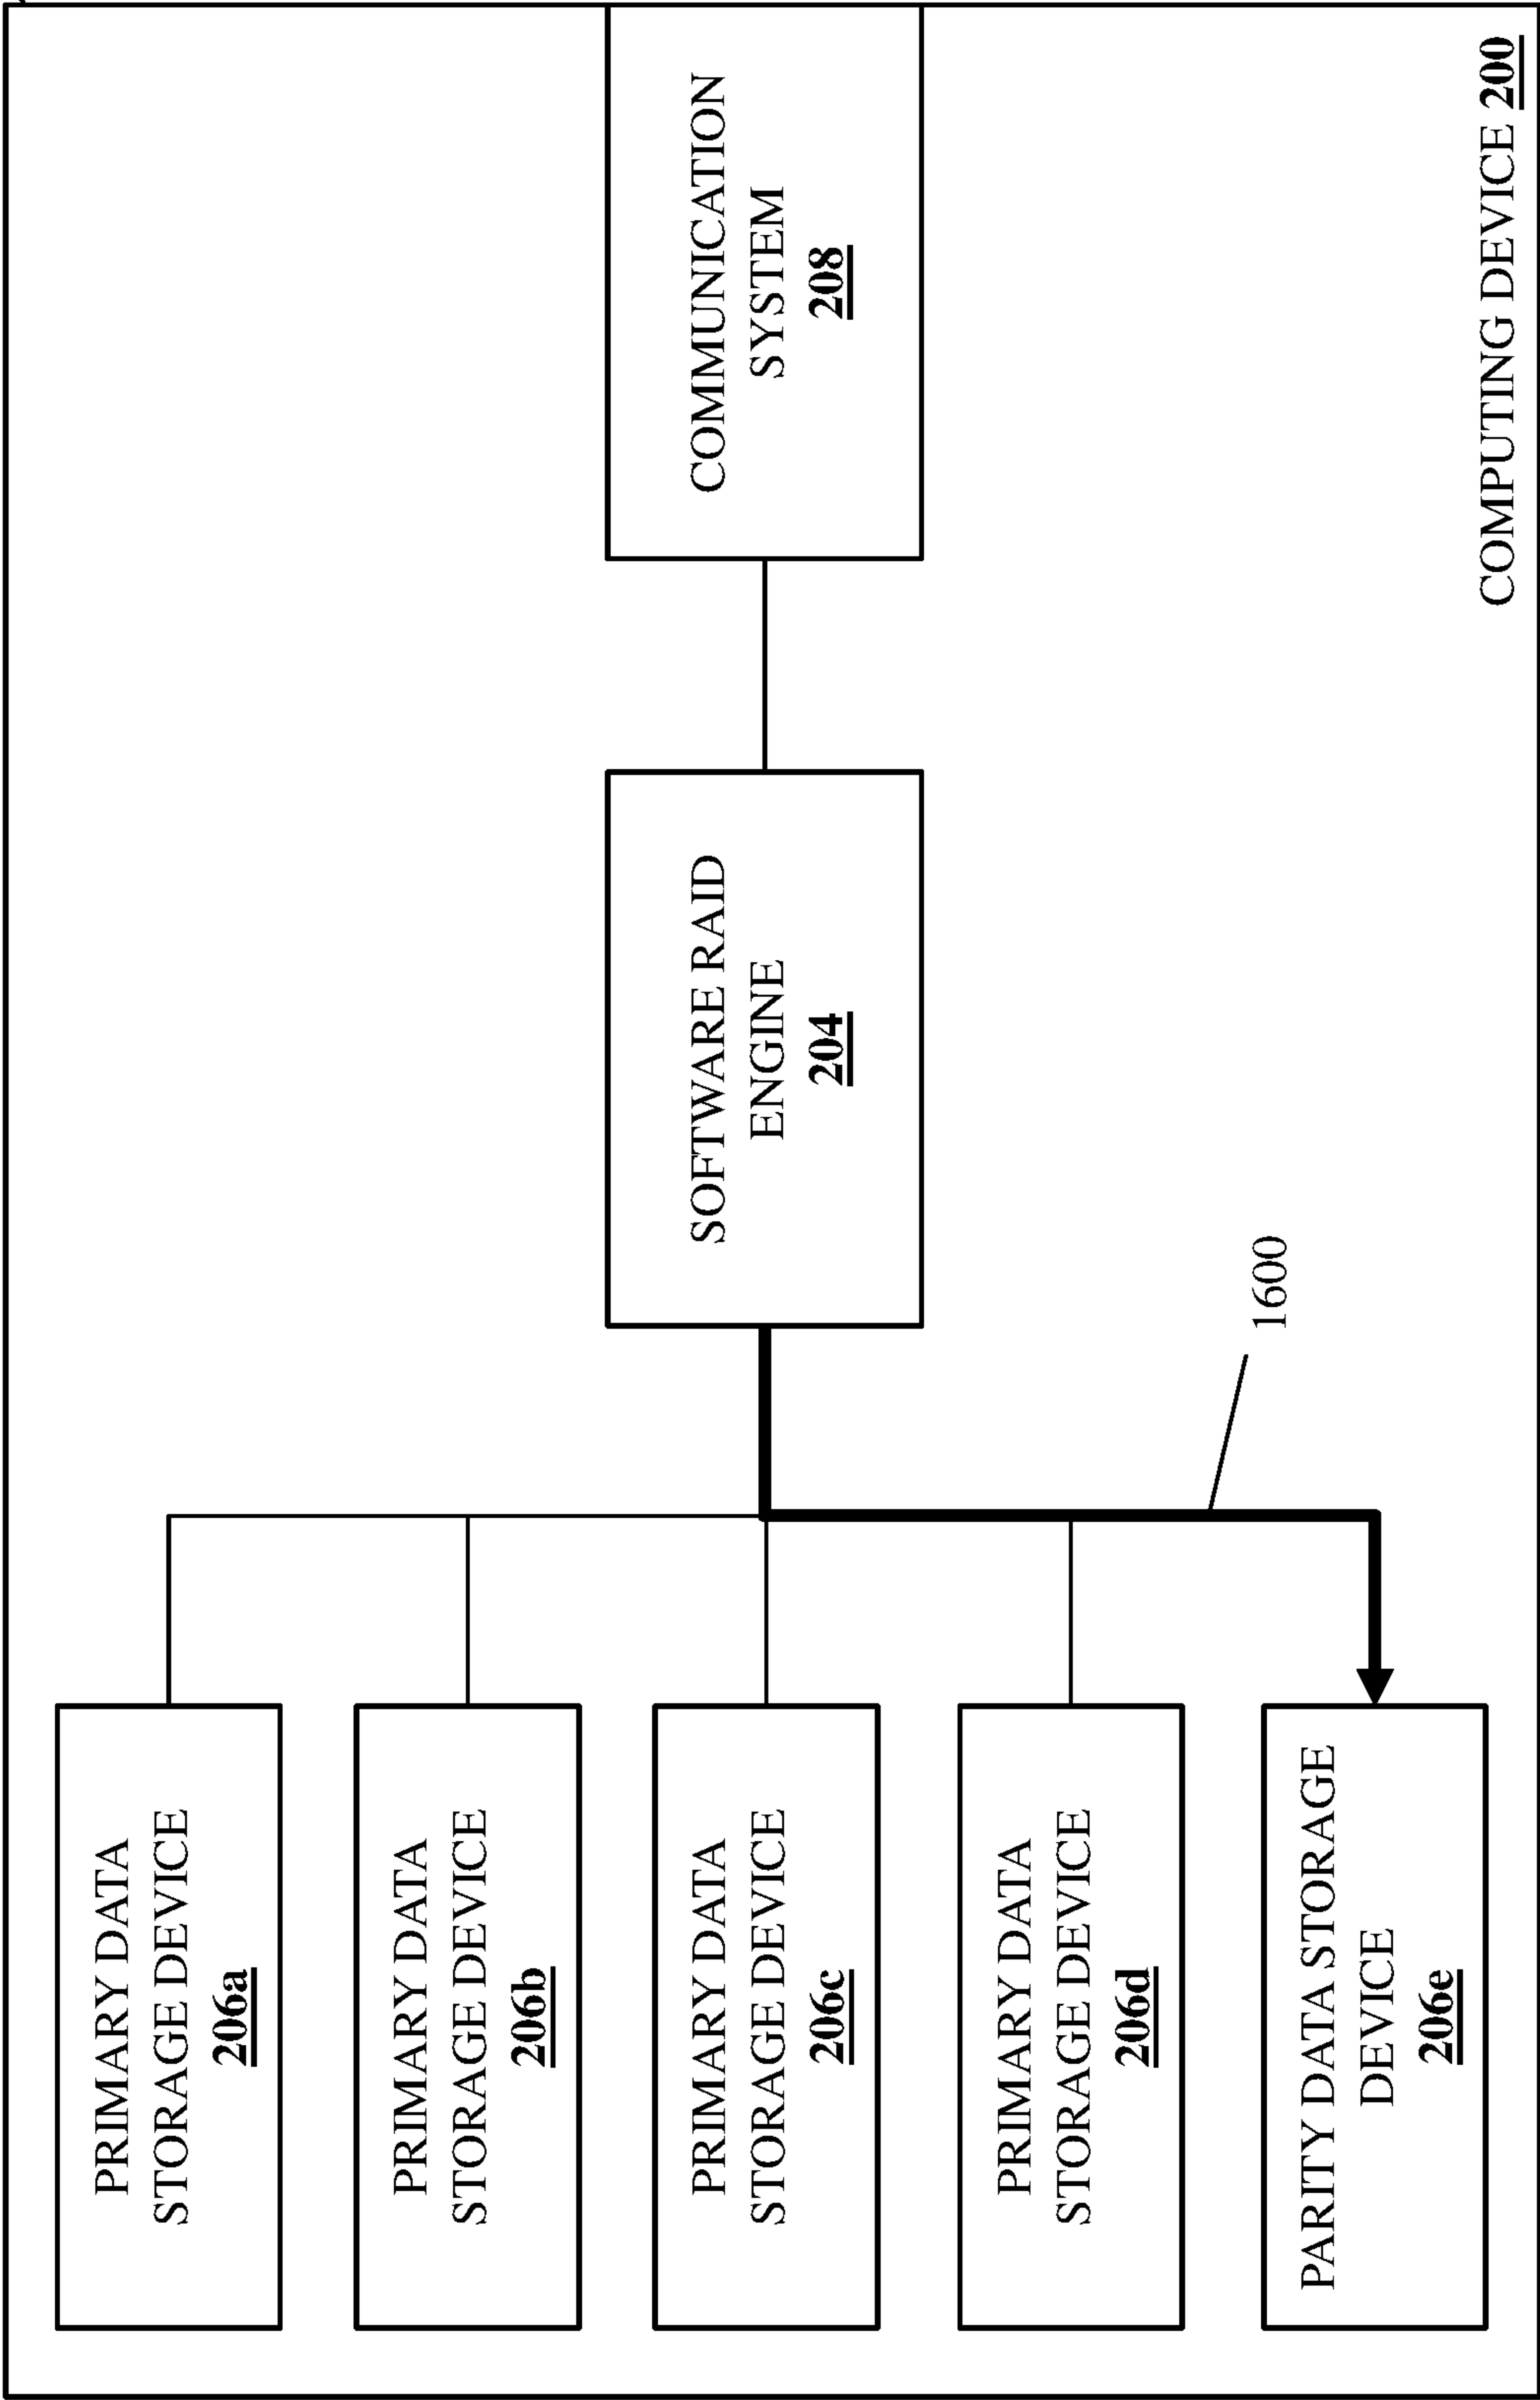 PRIMARY DATA
STORAGE DEVICE
206a
PRIMARY DATA
STORAGE DEVICE
206b
PRIMARY DATA
STORAGE DEVICE
206c
PRIMARY DATA
STORAGE DEVICE
206d
PARITY DATA STORAGE
DEVICE
206e
SOFTWARE RAID
ENGINE
204
1600
COMMUNICATION
SYSTEM
208
COMPUTING DEVICE 200